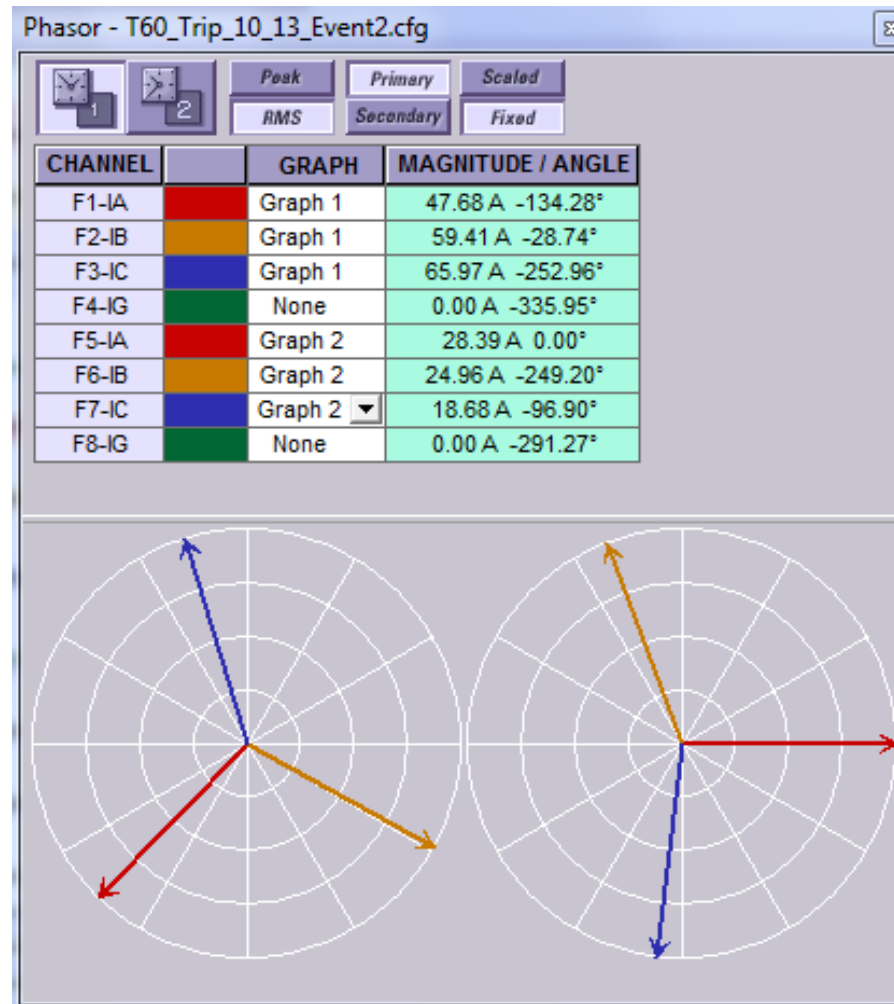 Phasor - T60_Trip_10_13_Event2.cfg
Peak Primary Scaled
1 2 RMS Secondary Fixed
CHANNEL GRAPH MAGNITUDE / ANGLE
F1-IA Graph 1 47.68 A -134.28°
F2-IB Graph 1 59.41 A -28.74°
F3-IC Graph 1 65.97 A -252.96°
F4-IG None 0.00 A -335.95°
F5-IA Graph 2 28.39 A 0.00°
F6-IB Graph 2 24.96 A -249.20°
F7-IC Graph 2 18.68 A -96.90°
F8-IG None 0.00 A -291.27°